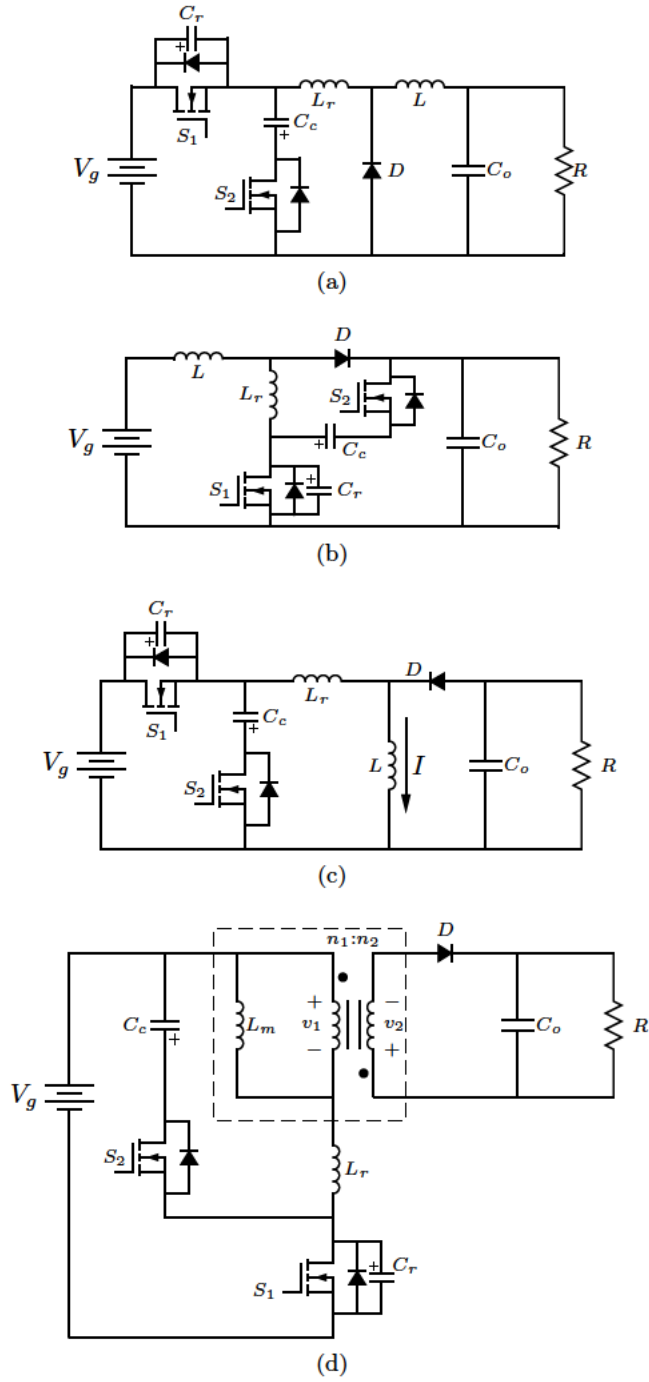 C_r
+
S_1
L_r
L
C_c
+
V_g
S_2
D
C_o
R
(a)
D
L
L_r
S_2
V_g
+
C_c
C_o
R
S_1
+
C_r
(b)
C_r
+
S_1
L_r
D
C_c
+
V_g
S_2
L
I
C_o
R
(c)
n_1:n_2
D
C_c
+
L_m
+
v_1
−
−
v_2
+
C_o
R
V_g
S_2
L_r
S_1
+
C_r
(d)